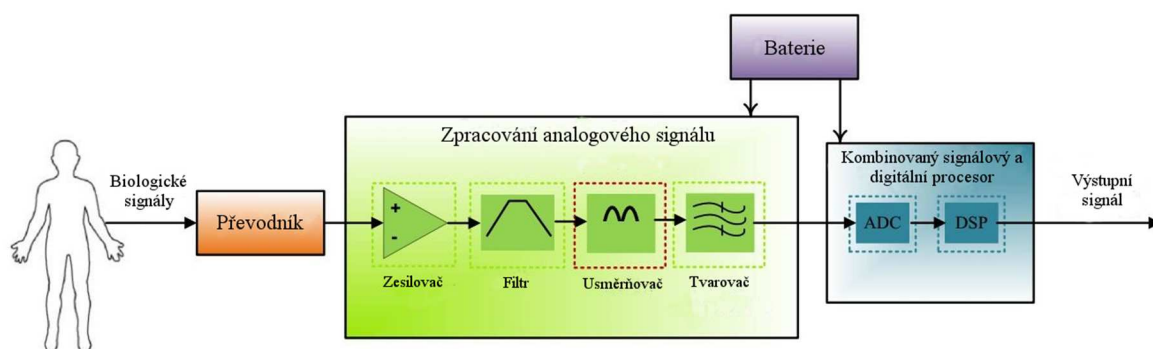 Baterie
Zpracování analogového signálu
Kombinovaný signálový a
digitální procesor
Biologické
signály
Převodník
+
-
ADC
DSP
Výstupní
signál
Zesilovač
Filtr
Usměrňovač
Tvarovač